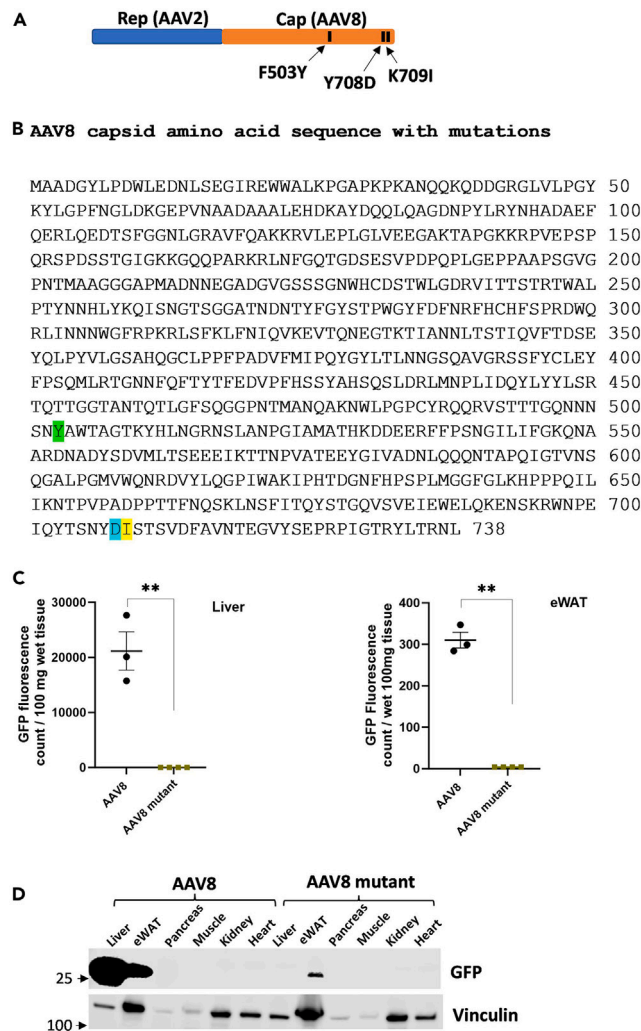 A
Rep (AAV2) Cap (AAV8)
F503Y
Y708D
K709I
B AAV8 capsid amino acid sequence with mutations
MAADGYLPDWLEDNLSEGIREWWALKPGAPKPKANQQKQDDGRGLVLPGY 50
KYLGPFNGLDKGEPVNAADAAALEHDKAYDQQLQAGDNPYLRYNHADAEF 100
QERLQEDTSFGGNLGRAVFQAKKRVLEPLGLVEEGAKTAPGKKRPVEPSP 150
QRSPDSSTGIGKKGQQPARKRLNFGQTGDSESVPDPQPLGEPPAAPSGVG 200
PNTMAAGGGAPMADNNEGADGVGSSSGNWHCDSTWLGDRVITTSTRTWAL 250
PTYNNHLYKQISNGTSGGATNDNTYFGYSTPWGYFDFNRFHCHFSPRDWQ 300
RLINNNWGFRPKRLSFKLFNIQVKEVTQNEGTKTIANNLTSTIQVFTDSE 350
YQLPYVLGSAHQGCLPPFPADVFMIPQYGYLTLNNGSQAVGRSSFYCLEY 400
FPSQMLRTGNNFQFTYTFEDVPFHSSYAHSQSLDRLMNPLIDQYLYYLSR
TQTTGGTANTQTLGFSQGGPNTMANQAKNWLPGPCYRQQRVSTTTGQNNN 500
SNYAWTAGTKYHLNGRNSLANPGIAMATHKDDEERFFPSNGILIFGKQNA 550
ARDNADYSDVMLTSEEEIKTTNPVATEEYGIVADNLQQQNTAPQIGTVNS 600
QGALPGMVWQNRDVYLQGPIWAKIPHTDGNFHPSPLMGGFGLKHPPPQIL 650
IKNTPVPADPPTTFNQSKLNSFITQYSTGQVSVEIEWELQKENSKRWNPE 700
IQYTSNYDISTSVDFAVNTEGVYSEPRPIGTRYLTRNL 738
C
GFP fluorescence
count / 100 mg wet tissue
30000
20000
10000
0
**
Liver
AAV8
AAV8 mutant
GFP Fluorescence
count / wet 100mg tissue
400
300
200
100
0
**
eWAT
AAV8
AAV8 mutant
D
AAV8 AAV8 mutant
Liver eWAT Pancreas Muscle Kidney Heart Liver eWAT Pancreas Muscle Kidney Heart
25 GFP
100 Vinculin